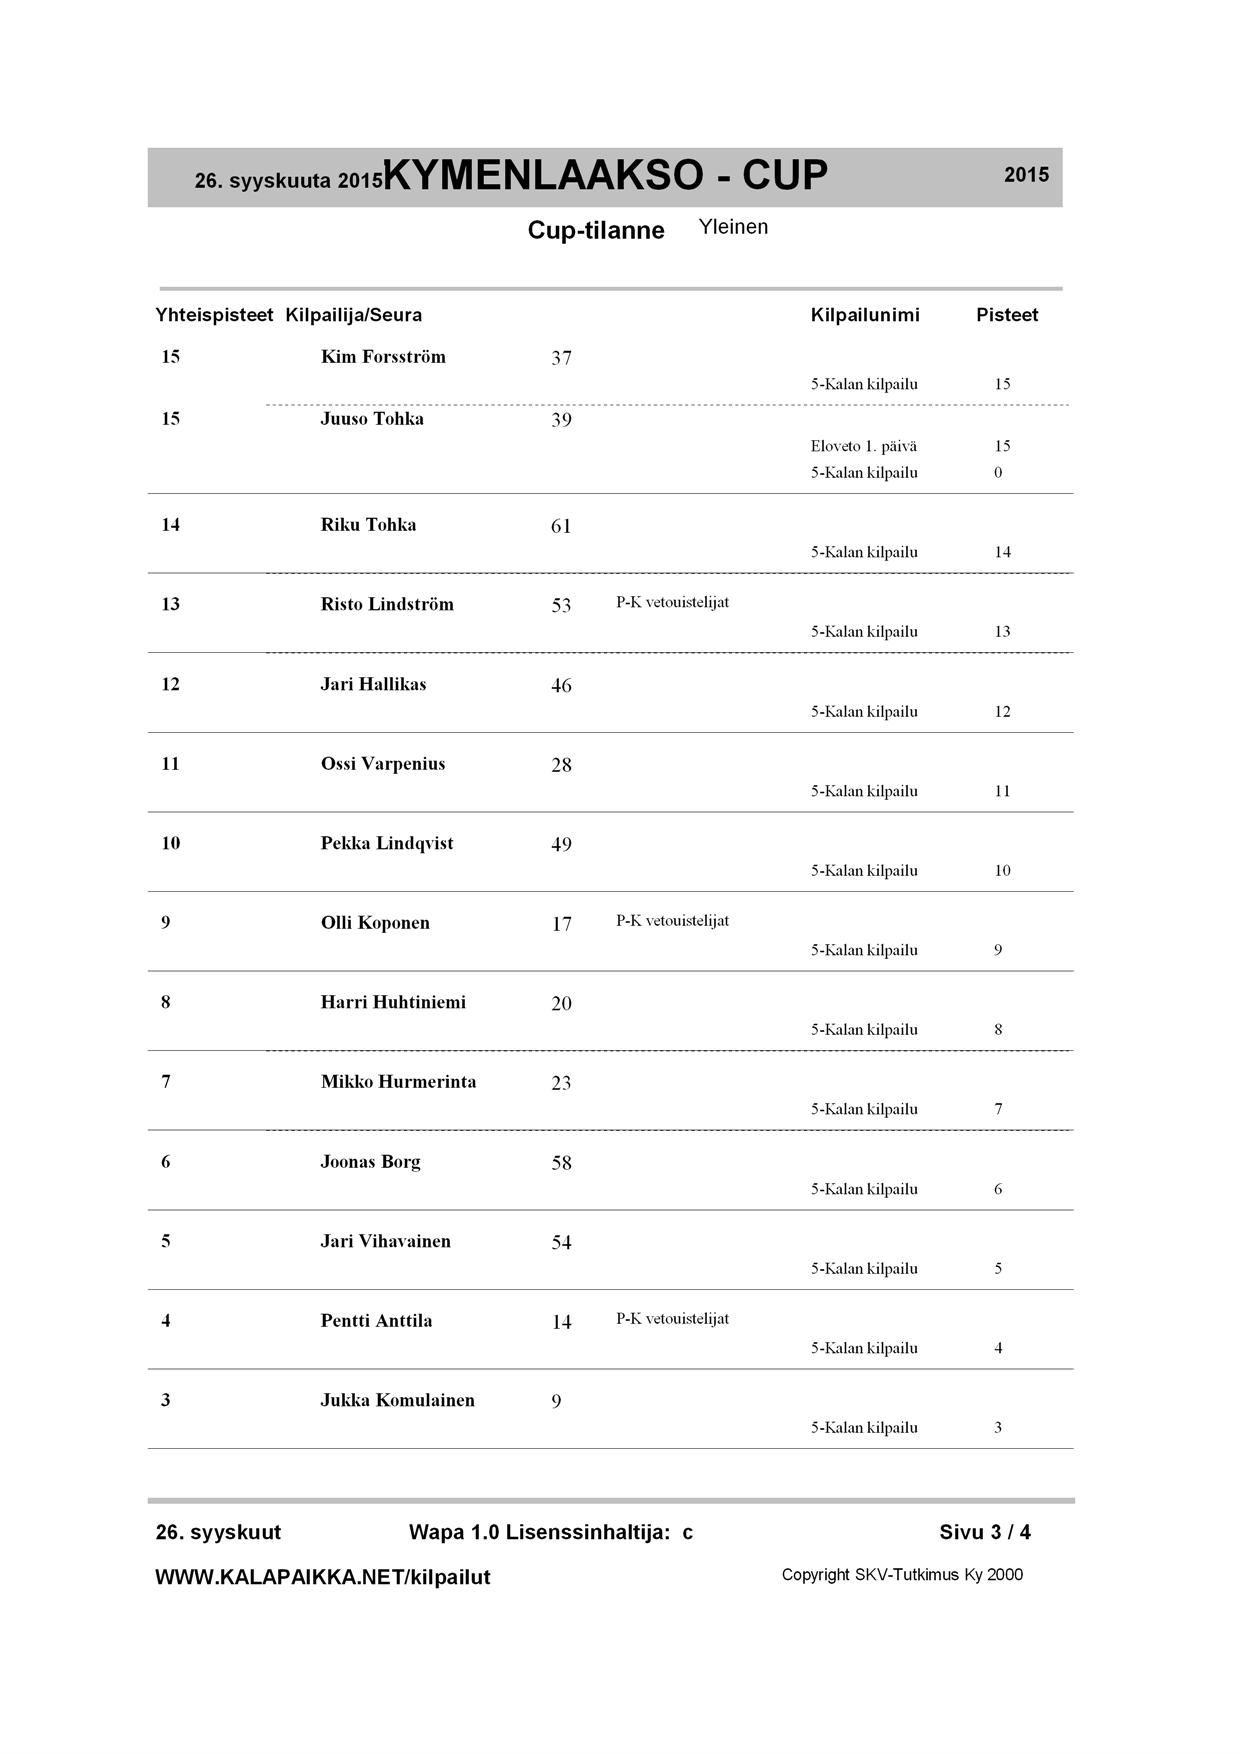 26. syyskuuta 2015 KYMENLAAKSO - CUP 2015
Cup-tilanne Yleinen
Yhteispisteet Kilpailija/Seura Kilpailunimi Pisteet
15 Kim Forsström 37
5-Kalan kilpailu 15
15 Juuso Tohka 39
Eloveto 1. päivä 15
5-Kalan kilpailu 0
14 Riku Tohka 61
5-Kalan kilpailu 14
13 Risto Lindström 53 P-K vetouistelijat
5-Kalan kilpailu 13
12 Jari Hallikas 46
5-Kalan kilpailu 12
11 Ossi Varpenius 28
5-Kalan kilpailu 11
10 Pekka Lindqvist 49
5-Kalan kilpailu 10
9 Olli Koponen 17 P-K vetouistelijat
5-Kalan kilpailu 9
8 Harri Huhtiniemi 20
5-Kalan kilpailu 8
7 Mikko Hurmerinta 23
5-Kalan kilpailu 7
6 Joonas Borg 58
5-Kalan kilpailu 6
5 Jari Vihavainen 54
5-Kalan kilpailu 5
4 Pentti Anttila 14 P-K vetouistelijat
5-Kalan kilpailu 4
3 Jukka Komulainen 9
5-Kalan kilpailu 3
26. syyskuut Wapa 1.0 Lisenssinhaltija: c Sivu 3 / 4
WWW.KALAPAIKKA.NET/kilpailut Copyright SKV-Tutkimus Ky 2000